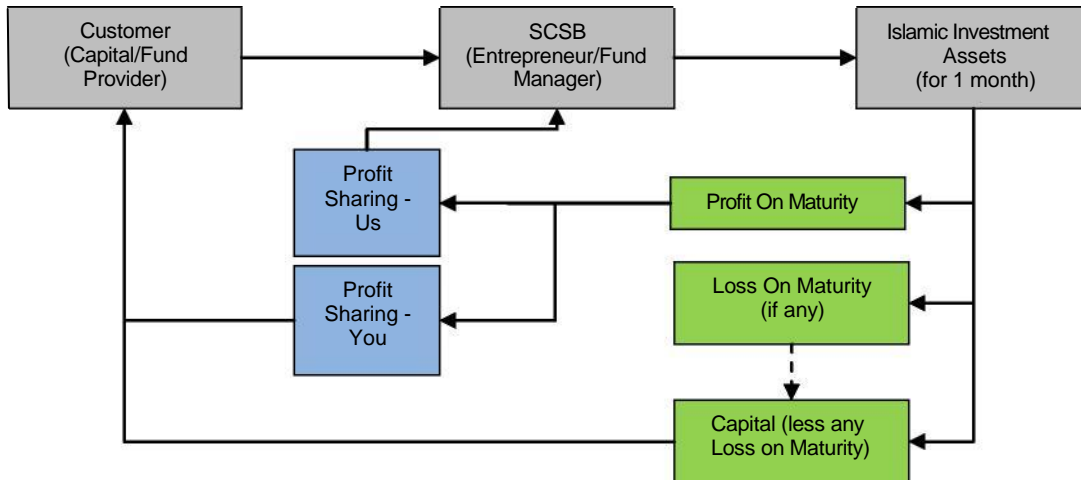 Customer
(Capital/Fund
Provider)
SCSB
(Entrepreneur/Fund
Manager)
Islamic Investment
Assets
(for 1 month)
Profit
Sharing -
Us
Profit On Maturity
Profit
Sharing -
You
Loss On Maturity
(if any)
Capital (less any
Loss on Maturity)